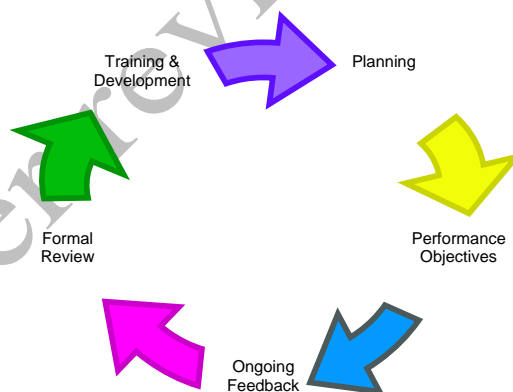 Training &
Development
Planning
Performance
Objectives
Ongoing
Feedback
Formal
Review